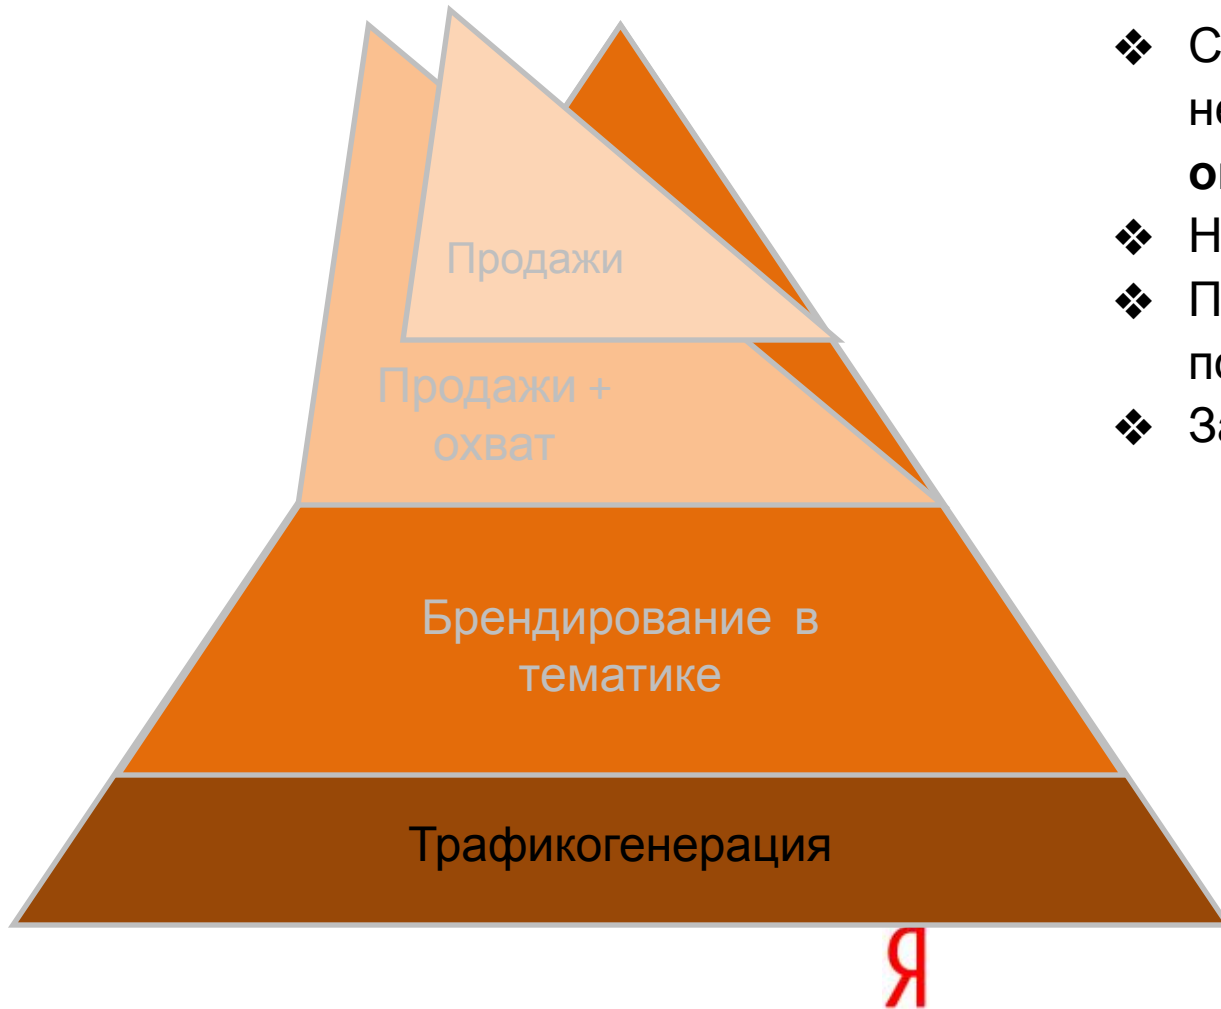 Продажи
Продажи +
охват
Брендирование в
тематике
Трафикогенерация
Я